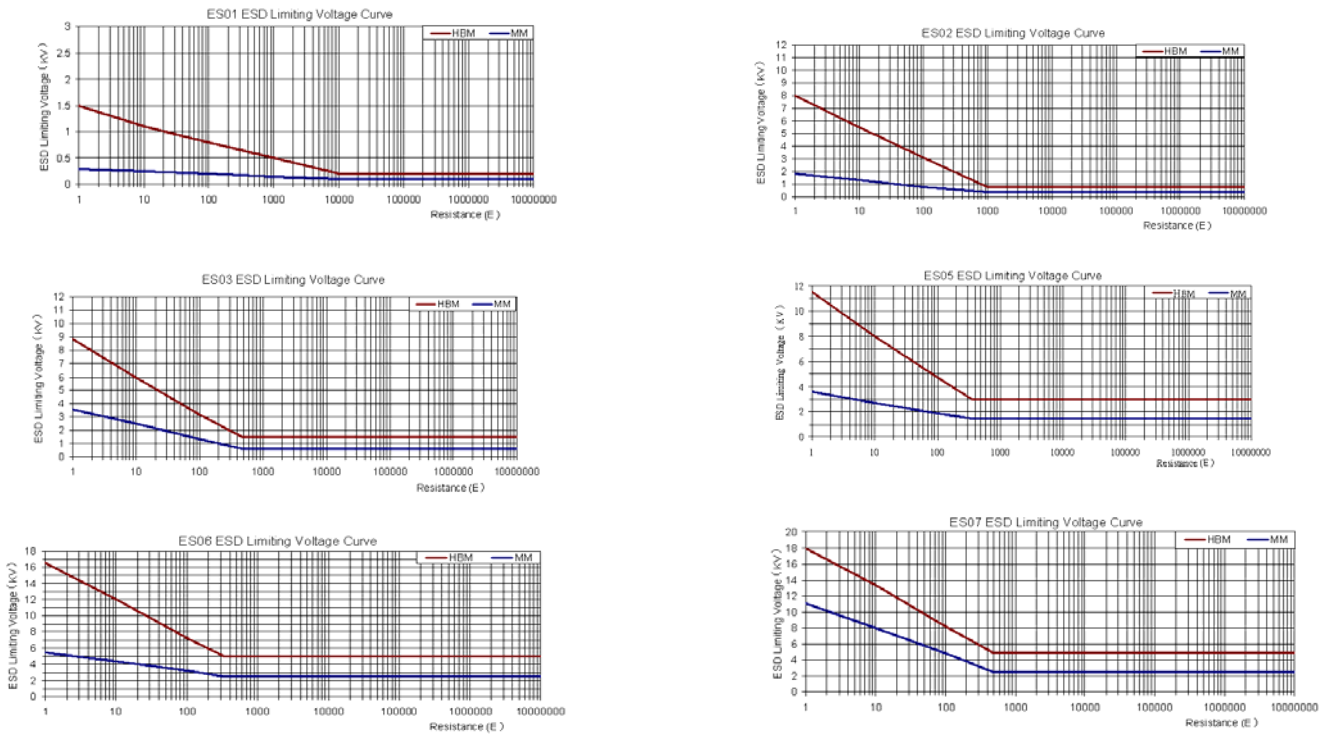 ES01 ESD Limiting Voltage Curve
HBM MM
ESD Limiting Voltage (KV)
3
2.5
2
1.5
1
0.5
0
1 10 100 1000 10000 100000 1000000 10000000
Resistance (E)
ES02 ESD Limiting Voltage Curve
HBM MM
ESD Limiting Voltage (KV)
12
11
10
9
8
7
6
5
4
3
2
1
0
1 10 100 1000 10000 100000 1000000 10000000
Resistance (E)
ES03 ESD Limiting Voltage Curve
HBM MM
ESD Limiting Voltage (KV)
12
11
10
9
8
7
6
5
4
3
2
1
0
1 10 100 1000 10000 100000 1000000 10000000
Resistance (E)
ES05 ESD Limiting Voltage Curve
HBM MM
ESD Limiting Voltage (KV)
12
10
8
6
4
2
0
1 10 100 1000 10000 100000 1000000 10000000
Resistance (E)
ES06 ESD Limiting Voltage Curve
HBM MM
ESD Limiting Voltage (KV)
18
16
14
12
10
8
6
4
2
0
1 10 100 1000 10000 100000 1000000 10000000
Resistance (E)
ES07 ESD Limiting Voltage Curve
HBM MM
ESD Limiting Voltage (KV)
20
18
16
14
12
10
8
6
4
2
0
1 10 100 1000 10000 100000 1000000 10000000
Resistance (E)